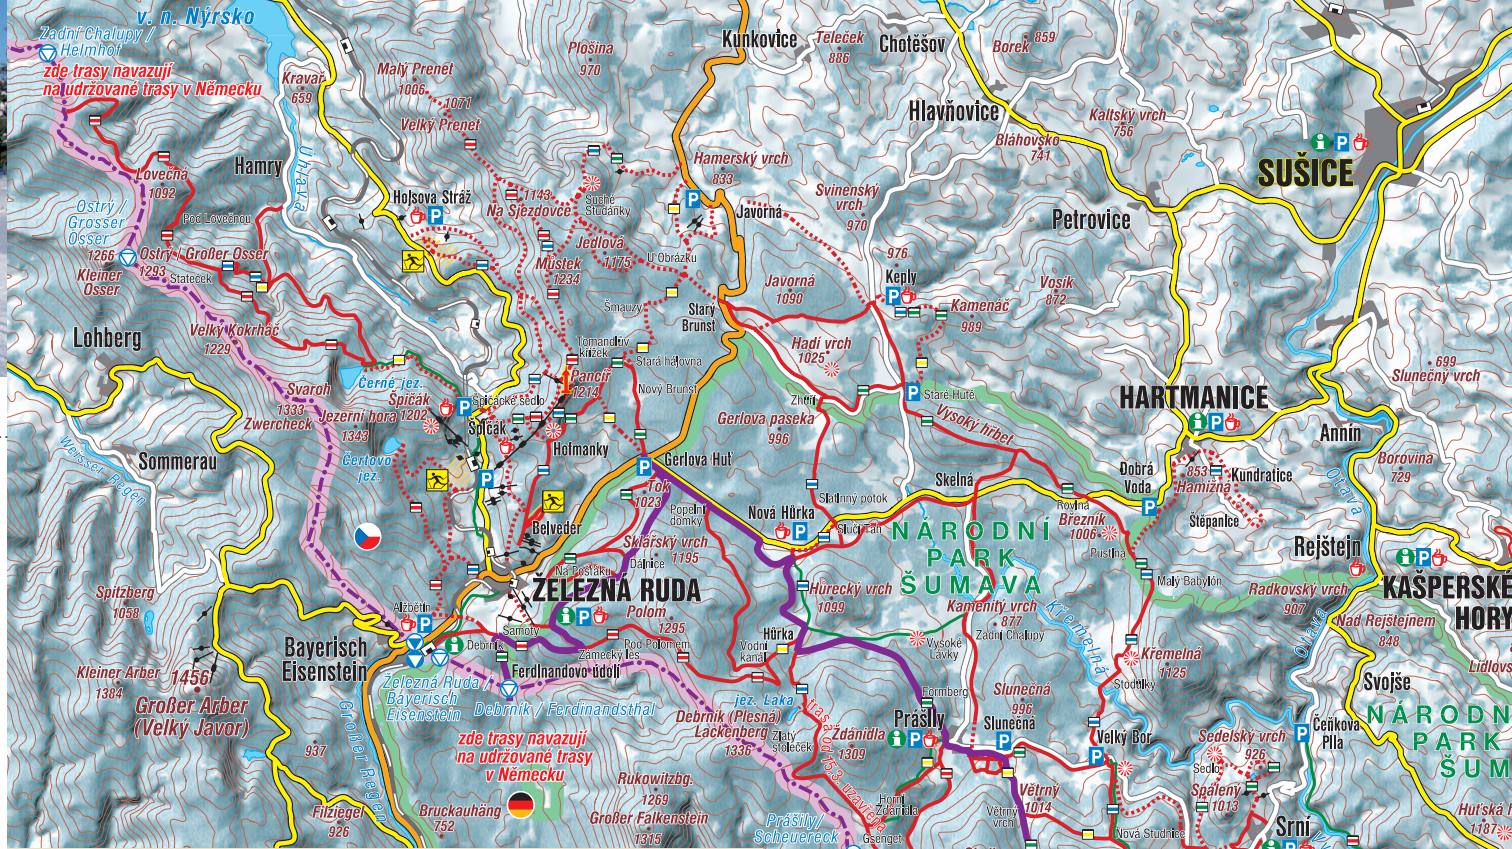 v. n. Nýrsko
Zadní Chalupy /
Helmhof
zde trasy navazují
na udržované trasy v Německu
Kravař
659
Malý Prenet
1006
1071
Velký Prenet
Plošina
970
Kunkovice
Teleček
886
Chotěšov
Borek
859
Hlavňovice
Kaltský vrch
756
Bláhovsko
741
i P
SUŠICE
Lovečná
1092
Hamry
Úhlava
Hojsova Stráž
P
Hamerský vrch
833
P
Javorná
Svinenský
vrch
970
976
Petrovice
Ostrý /
Grosser
Osser
1266
Pod Lovečnou
1143
Na Sjezdovce
Suché
Studánky
Jedlová
1175
U Obrázku
Můstek
1234
Ostrý / Großer Osser
1293
Kleiner
Osser
Stateček
Keply
P
Javorná
1090
Vosík
872
Kamenáč
989
Šmauzy
Starý
Brunst
Velký Kokrháč
1229
Lohberg
Tomandlův
křížek
Stará hájovna
Hadí vrch
1025
699
Slunečný vrch
Pancíř
1214
Nový Brunst
Černé jez.
Špičák
1202
P
Špičácké sedlo
Svaroh
1333
Zwercheck
Jezerní hora
1343
Zhůří
P
Staré Hutě
HARTMANICE
i P
Gerlova paseka
996
Vysoký hřbet
Annín
Špičák
Hofmanky
Čertovo
jez.
Sommerau
Weisser Regen
P
Gerlova Huť
Borovina
729
Dobrá
Voda
853
Hamižná
Kundratice
Otava
P
Tok
1023
Skelná
Slatinný potok
Rovina
P
Štěpanice
Popelní
domky
Nová Hůrka
P
Slučí Tah
Březník
1006
Belvedér
Sklářský vrch
1195
NÁRODNÍ
PARK
ŠUMAVA
Pustina
Rejštejn
i P
Dálnice
Na Pošťáku
ŽELEZNÁ RUDA
i P
Hůrecký vrch
1099
Malý Babylón
Radkovský vrch
907
KAŠPERSKÉ
HORY
Spitzberg
1058
Alžbětín
P
Polom
1295
Kamenitý vrch
877
Křemelná
Nad Rejštejnem
848
Bayerisch
Eisenstein
i
Debrník
Samoty
Pod Polomem
Zámecký les
Hůrka
Vodní
kanál
Vysoké
Lávky
Zadní Chalupy
Otava
Křemelná
1125
Lídlovs
Kleiner Arber
1384
1456
Großer Arber
(Velký Javor)
Ferdinandovo údolí
Železná Ruda /
Bayerisch
Eisenstein
Debrník / Ferdinandsthal
Stodůlky
Svojše
jez. Laka
Formberg
Slunečná
996
Debrník (Plesná)
Lackenberg
1336
Zlatý
stoleček
Ždánidla
1309
Prášily
i P
Slunečná
P
Velký Bor
P
Sedelský vrch
926
P
Čeňkova
Pila
NÁRODN
PARK
ŠUM
zde trasy navazují
na udržované trasy
v Německu
Großer Regen
937
Sedlo
Rukowitzbg.
1269
Großer Falkenstein
1315
Spálený
1013
Větrný
1014
Horní
Ždanidla
Větrný
vrch
Filziegel
926
Bruckauhäng
752
Huťská h
1187
Prášily/
Scheuereck
Gsenget
Nová Studnice
Srní
i P